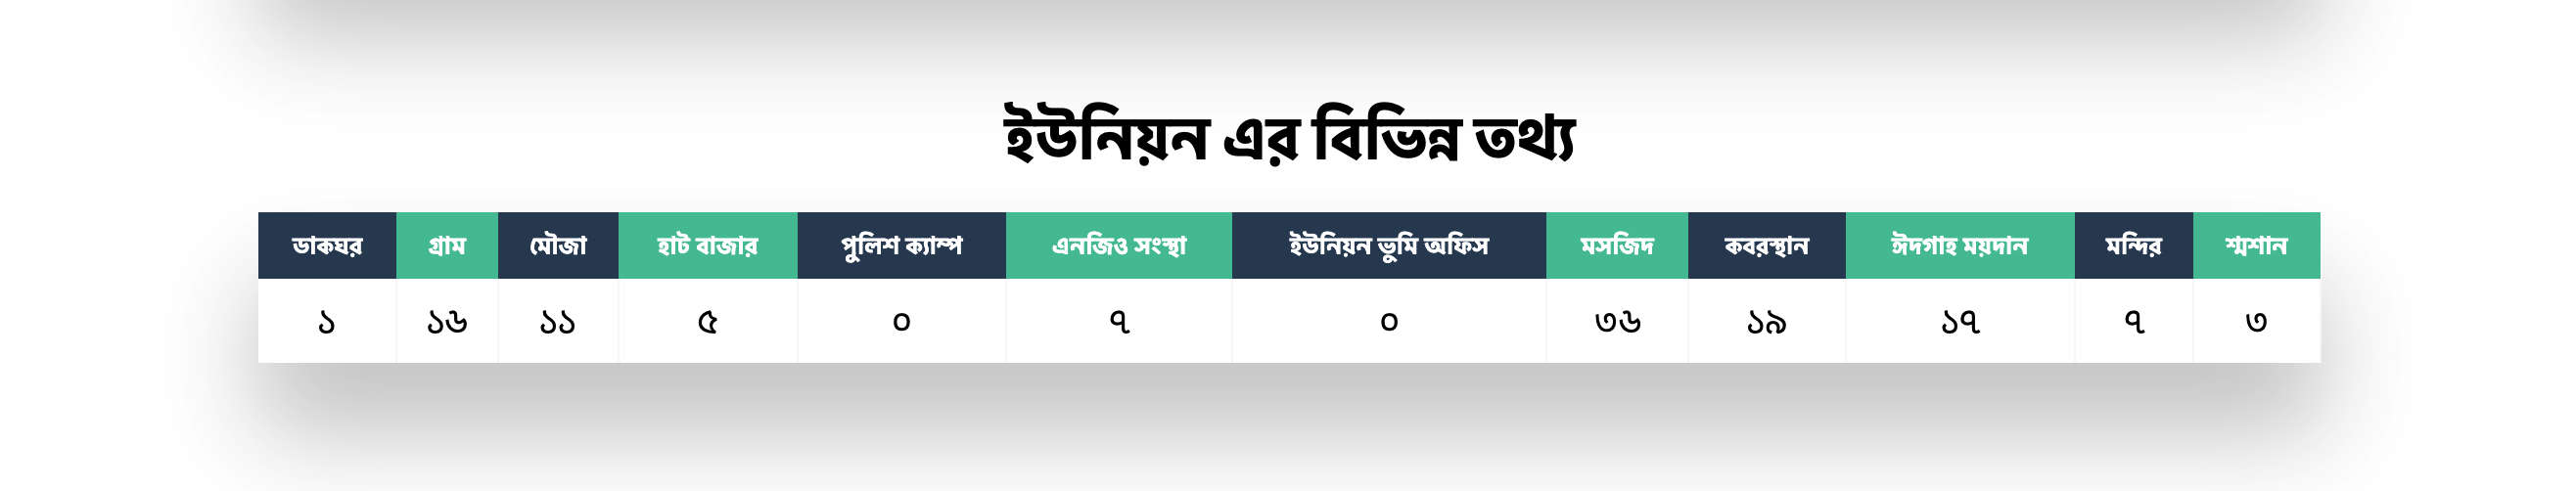 ইউনিয়ন এর বিভিন্ন তথ্য
ডাকঘর গ্রাম মৌজা হাট বাজার পুলিশ ক্যাম্প এনজিও সংস্থা ইউনিয়ন ভুমি অফিস মসজিদ কবরস্থান ঈদগাহ ময়দান মন্দির শ্মশান
১ ১৬ ১১ ৫ ০ ৭ ০ ৩৬ ১৯ ১৭ ৭ ৩